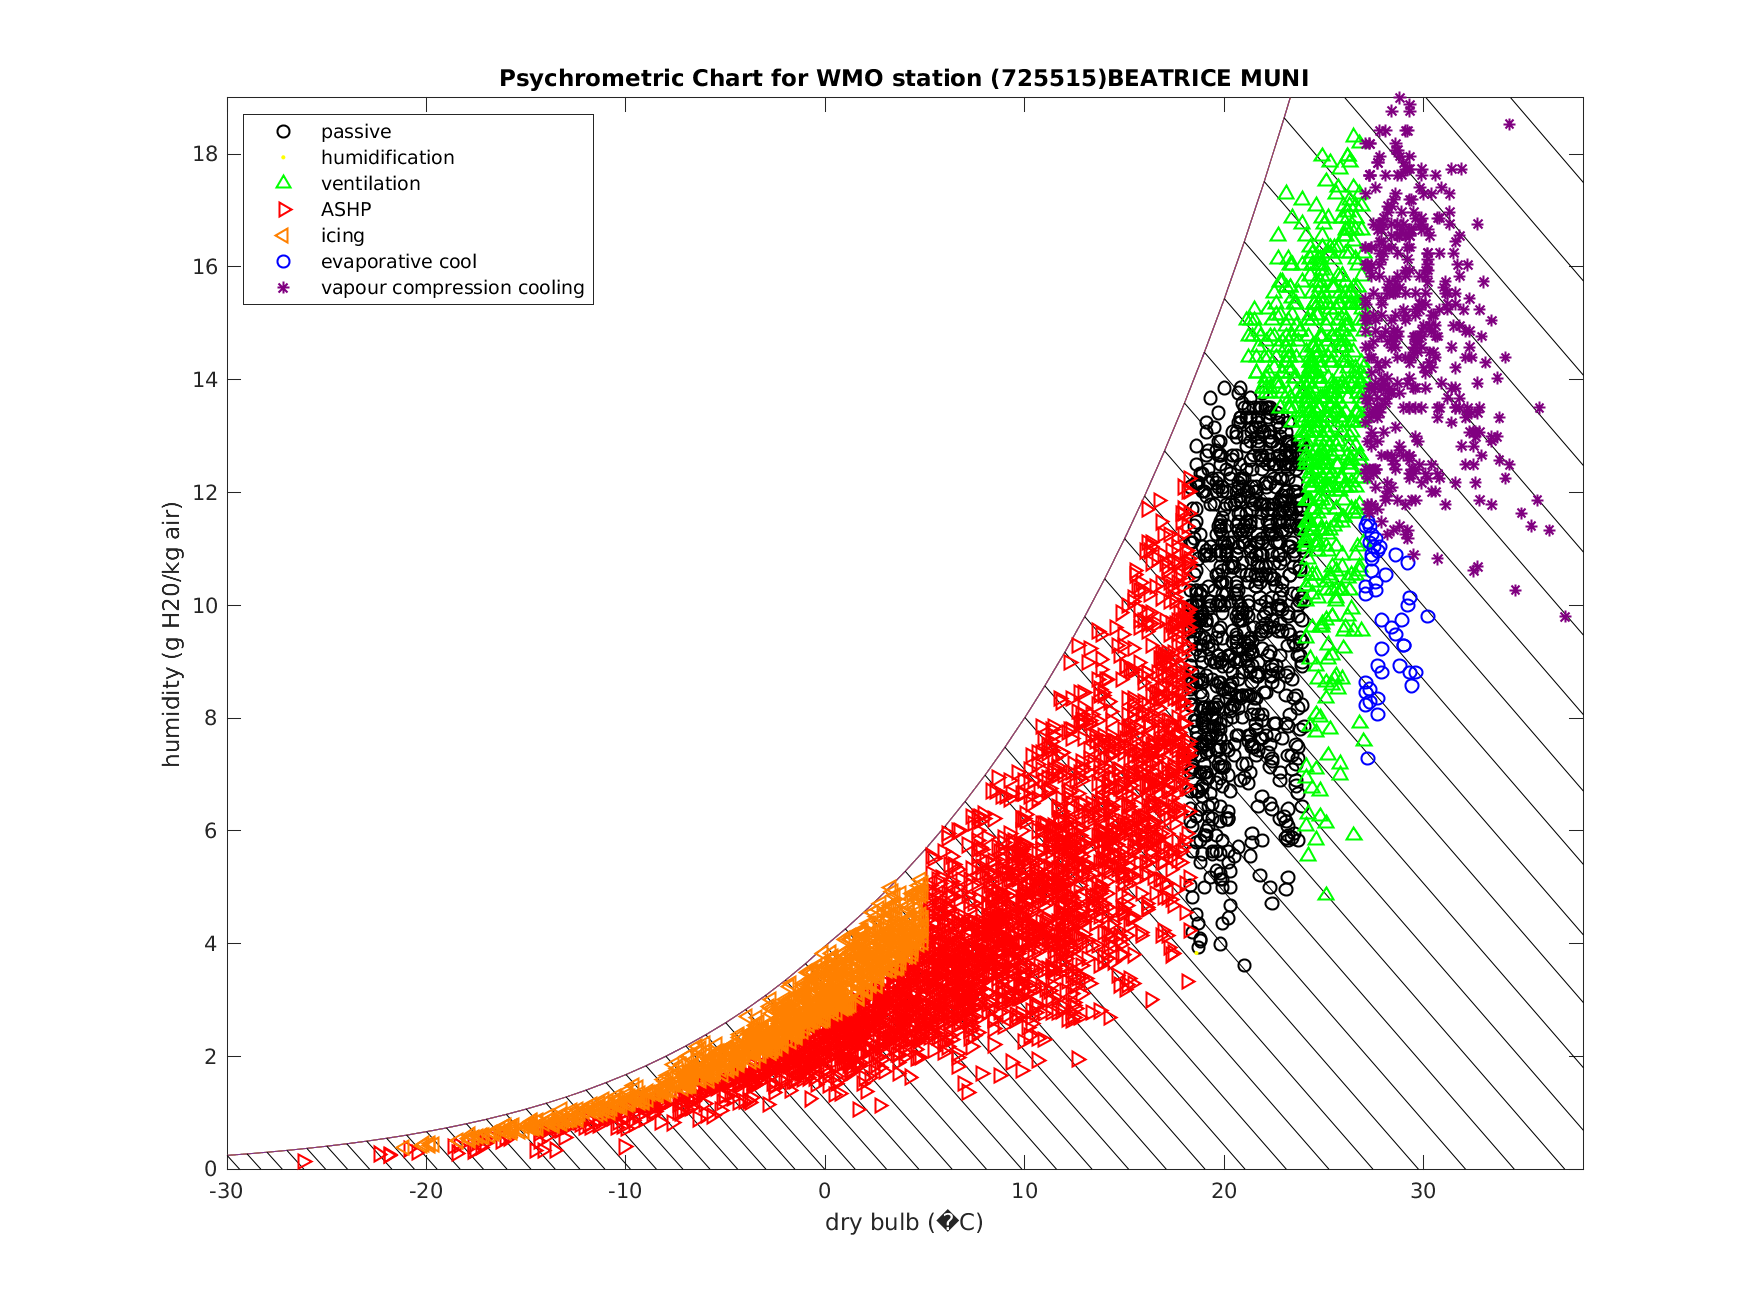 Psychrometric Chart for WMO station (725515)BEATRICE MUNI
passive
humidification
ventilation
ASHP
icing
evaporative cool
vapour compression cooling
humidity (g H20/kg air)
18
16
14
12
10
8
6
4
2
0
-30 -20 -10 0 10 20 30
dry bulb (�C)